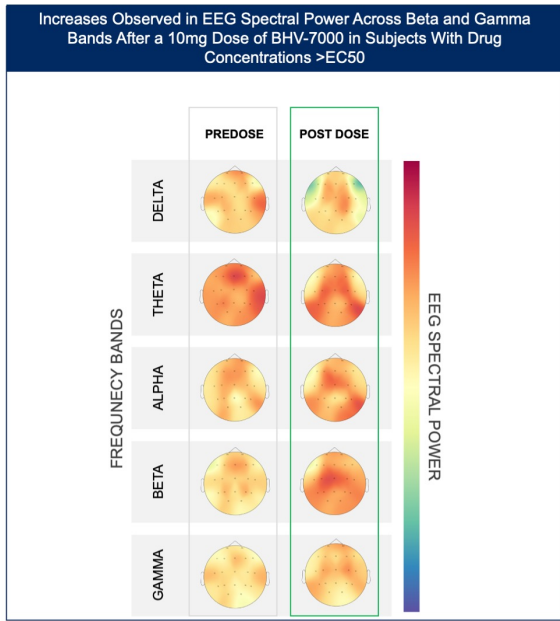 Increases Observed in EEG Spectral Power Across Beta and Gamma
Bands After a 10mg Dose of BHV-7000 in Subjects With Drug
Concentrations >EC50
PREDOSE
POST DOSE
DELTA
THETA
ALPHA
BETA
GAMMA
FREQUNECY BANDS
EEG SPECTRAL POWER